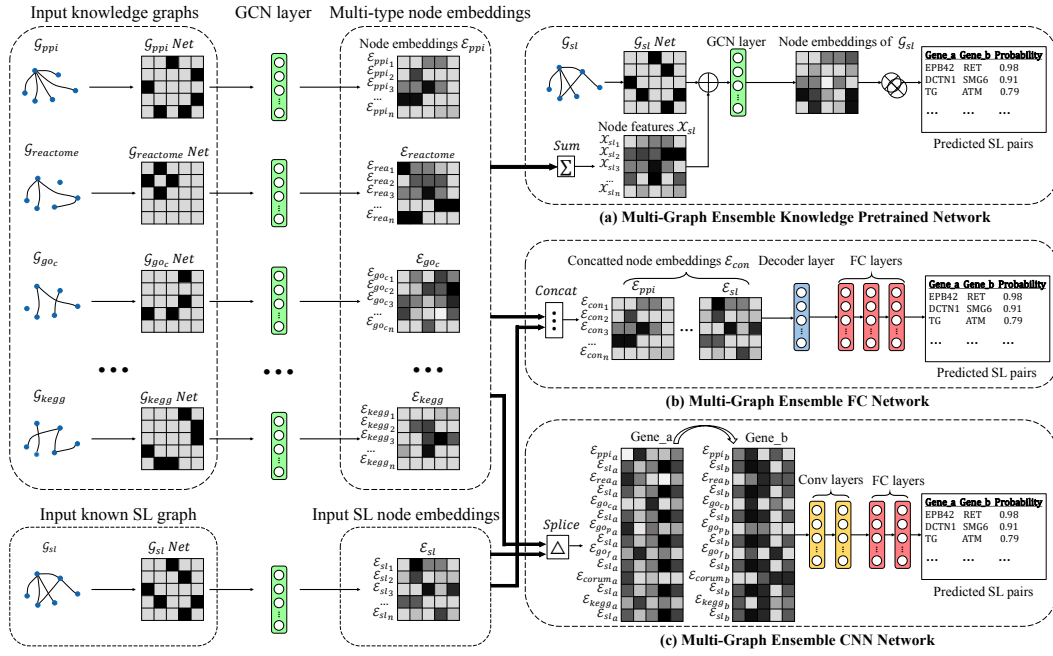 Input knowledge graphs
GCN layer
Multi-type node embeddings
𝒢ppi
𝒢ppi Net
Node embeddings ℰppi
ℰppi1
ℰppi2
ℰppi3
...
ℰppin
𝒢reactome
𝒢reactome Net
ℰreactome
ℰrea1
ℰrea2
ℰrea3
...
ℰrean
𝒢goc
𝒢goc Net
ℰgoc
ℰgoc1
ℰgoc2
ℰgoc3
...
ℰgocn
𝒢kegg
𝒢kegg Net
ℰkegg
ℰkegg1
ℰkegg2
ℰkegg3
...
ℰkeggn
Input known SL graph
Input SL node embeddings
𝒢sl
𝒢sl Net
ℰsl
ℰsl1
ℰsl2
ℰsl3
...
ℰsln
𝒢sl
𝒢sl Net
GCN layer
Node embeddings of 𝒢sl
Gene_a Gene_b Probability
EPB42 RET 0.98
DCTN1 SMG6 0.91
TG ATM 0.79
... ...
Predicted SL pairs
Sum
Σ
Node features 𝒳sl
𝒳sl1
𝒳sl2
𝒳sl3
...
𝒳sln
(a) Multi-Graph Ensemble Knowledge Pretrained Network
Concatted node embeddings ℰcon
Decoder layer
FC layers
Concat
ℰppi
ℰsl
ℰcon1
ℰcon2
ℰcon3
...
ℰconn
...
Gene_a Gene_b Probability
EPB42 RET 0.98
DCTN1 SMG6 0.91
TG ATM 0.79
... ...
Predicted SL pairs
(b) Multi-Graph Ensemble FC Network
Gene_a
Gene_b
Splice
△
ℰppia
ℰsla
ℰreaa
ℰsla
ℰgoca
ℰsla
ℰgopa
ℰsla
ℰgofa
ℰsla
ℰcoruma
ℰsla
ℰkegga
ℰsla
ℰppib
ℰslb
ℰreab
ℰslb
ℰgocb
ℰslb
ℰgopb
ℰslb
ℰgofb
ℰslb
ℰcorumb
ℰslb
ℰkeggb
ℰslb
Conv layers
FC layers
Gene_a Gene_b Probability
EPB42 RET 0.98
DCTN1 SMG6 0.91
TG ATM 0.79
... ...
Predicted SL pairs
(c) Multi-Graph Ensemble CNN Network